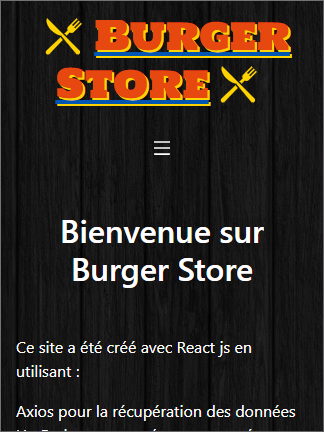 Burger
Store
Bienvenue sur
Burger Store
Ce site a été créé avec React js en
utilisant :
Axios pour la récupération des données